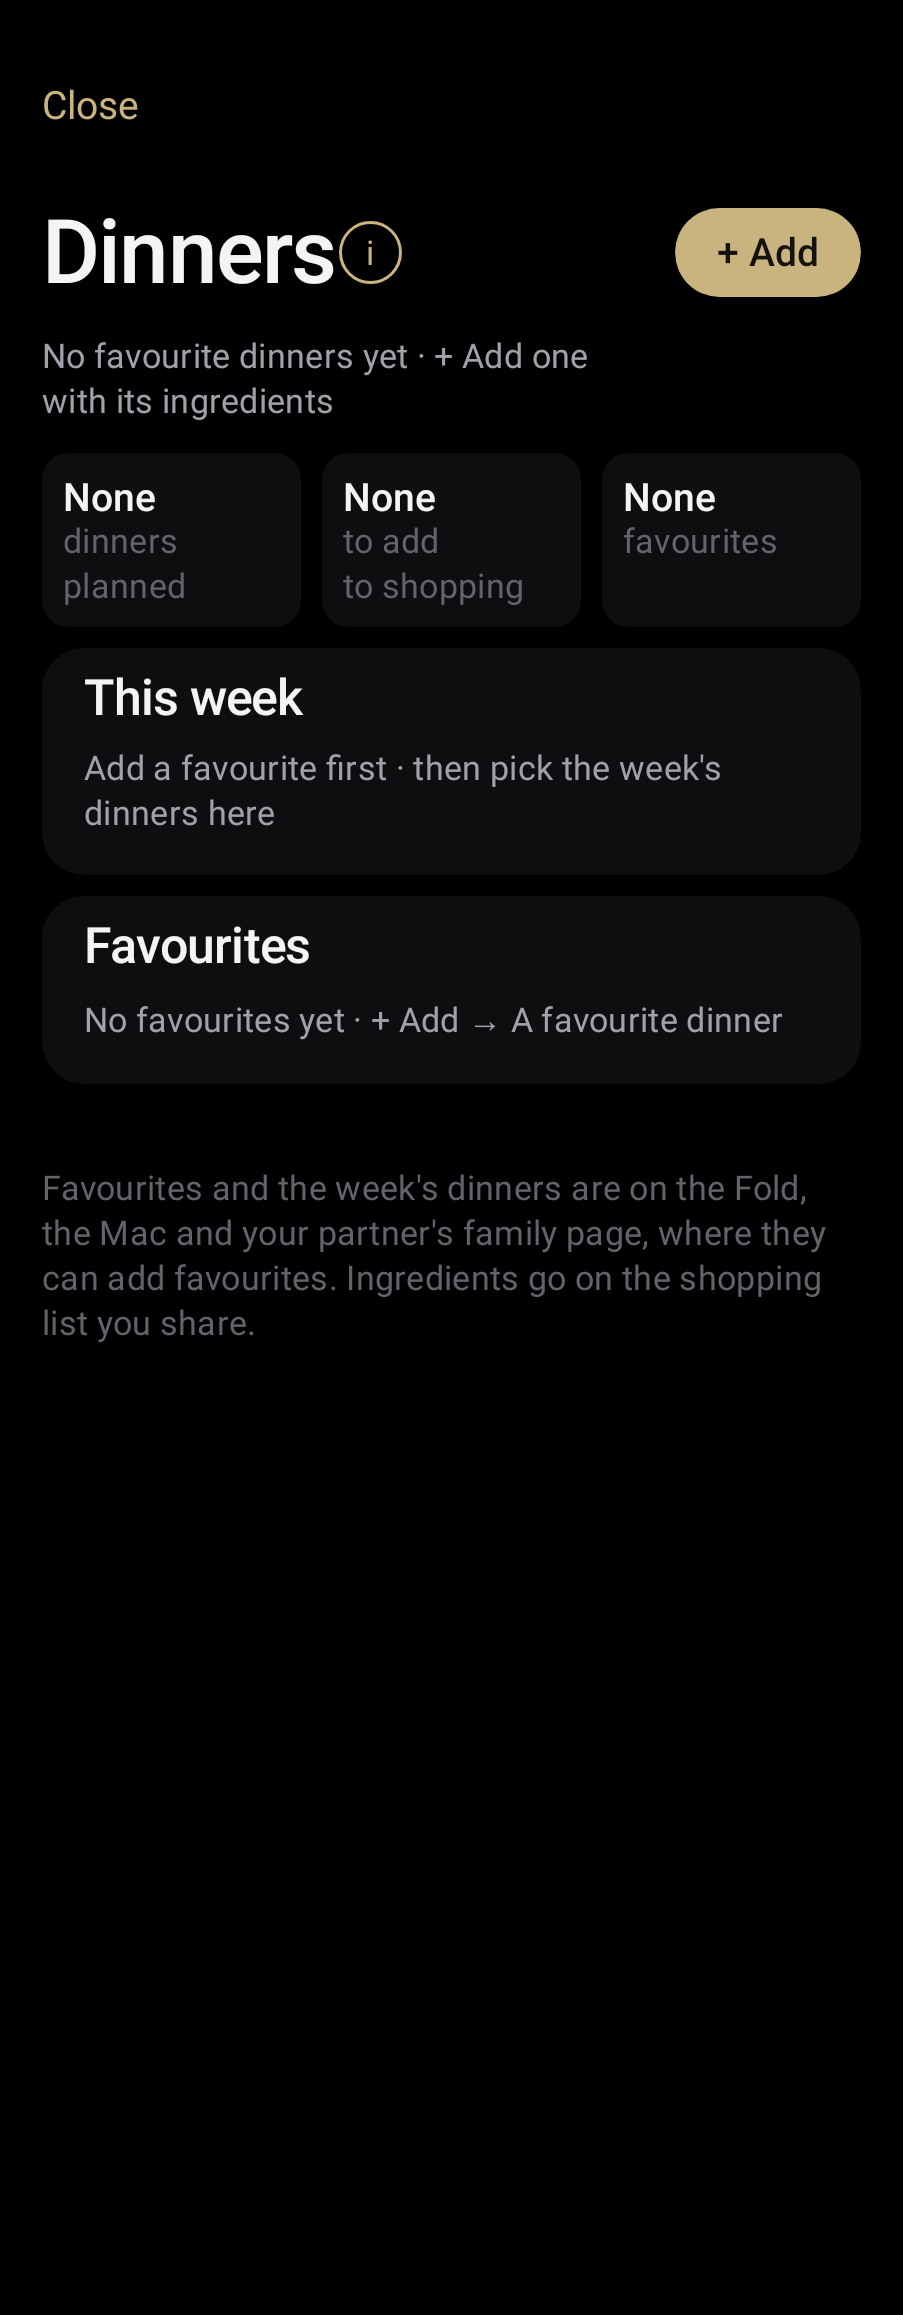 Close
Dinners i
+ Add
No favourite dinners yet · + Add one
with its ingredients
None
dinners
planned
None
to add
to shopping
None
favourites
This week
Add a favourite first · then pick the week's
dinners here
Favourites
No favourites yet · + Add → A favourite dinner
Favourites and the week's dinners are on the Fold,
the Mac and your partner's family page, where they
can add favourites. Ingredients go on the shopping
list you share.